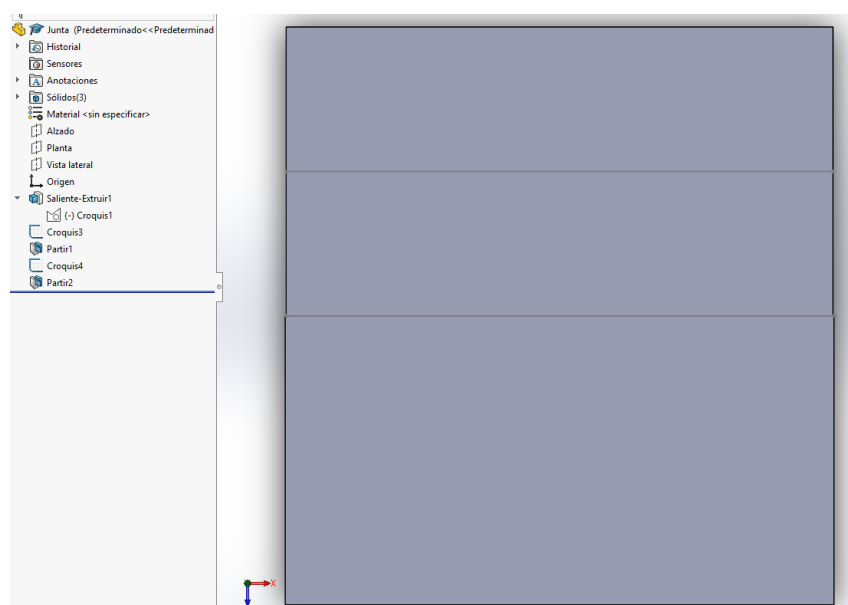 Junta (Predeterminado<<Predeterminad
Historial
Sensores
Anotaciones
Sólidos(3)
Material <sin especificar>
Alzado
Planta
Vista lateral
Origen
Saliente-Extruir1
(-) Croquis1
Croquis3
Partir1
Croquis4
Partir2
X